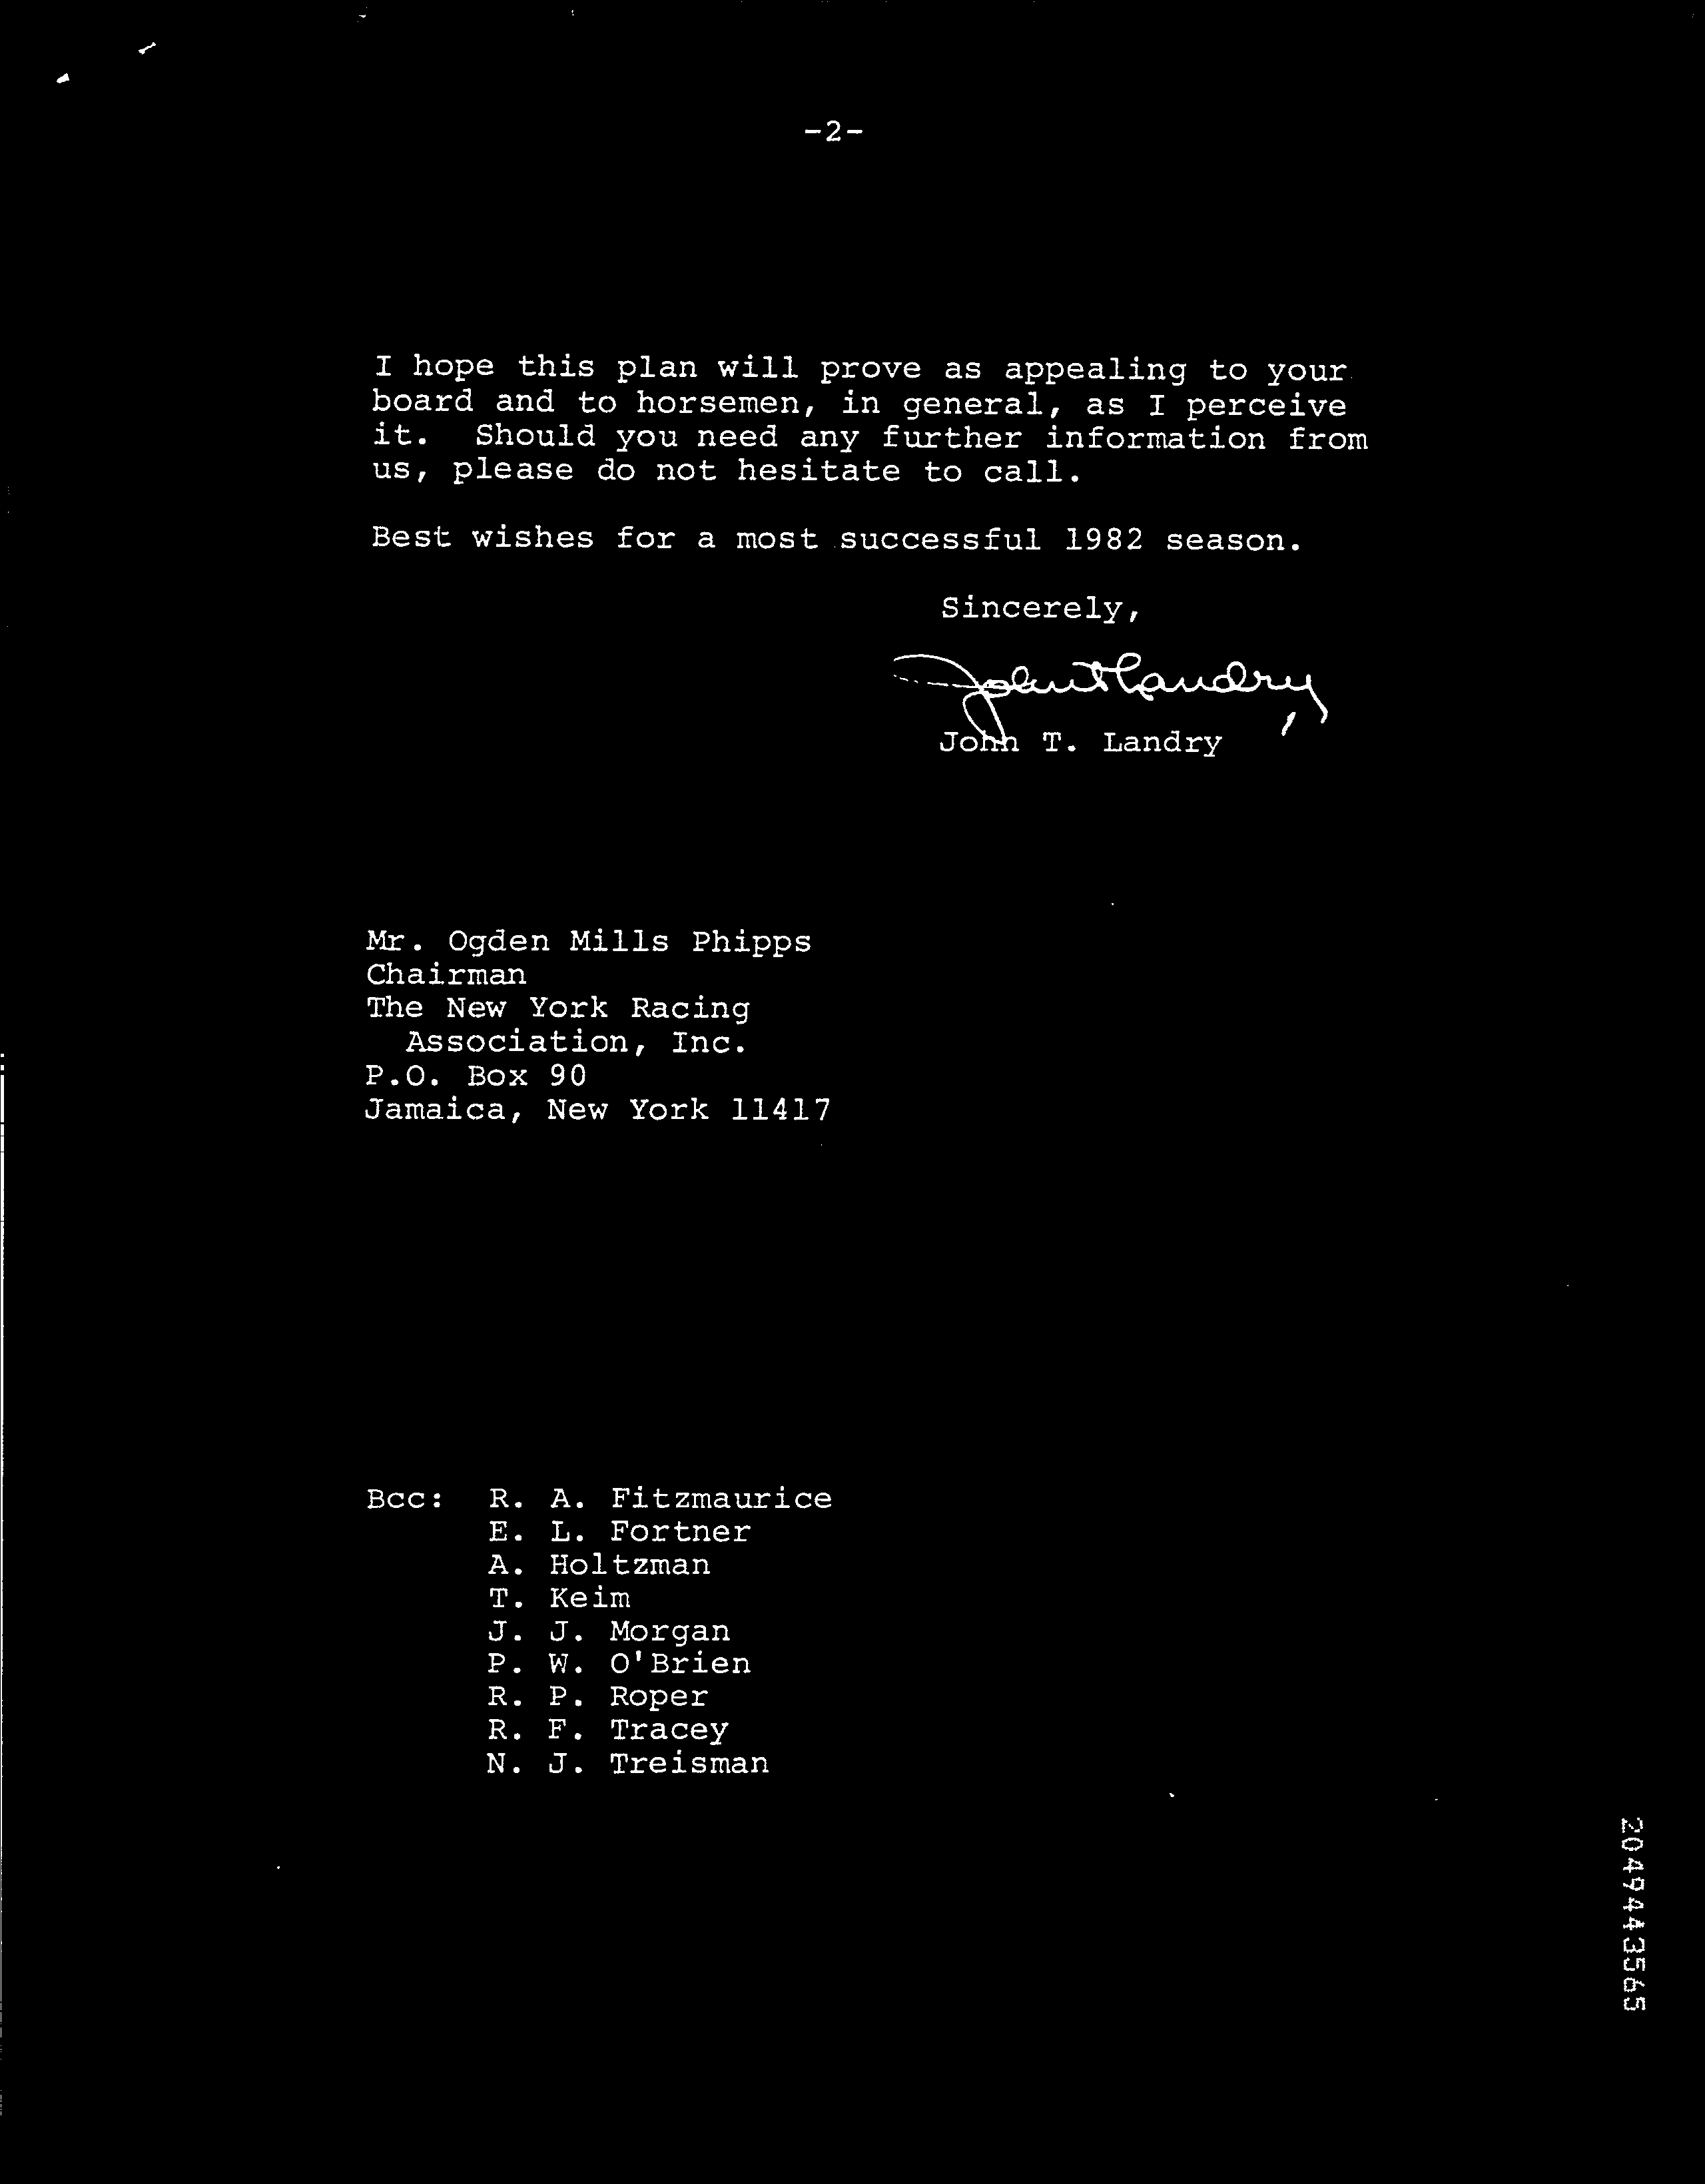 -2-
I hope this plan will prove as appealing to your
board and to horsemen, in general, as I perceive
it. Should you need any further information from
us, please do not hesitate to call.
Best wishes for a most successful 1982 season.
Sincerely,
John T Landry
John T. Landry
Mr. Ogden Mills Phipps
Chairman
The New York Racing
Association, Inc.
P.O. Box 90
Jamaica, New York 11417
Bcc: R. A. Fitzmaurice
E. L. Fortner
A. Holtzman
T. Keim
J. J. Morgan
P. W. O'Brien
R. P. Roper
R. F. Tracey
N. J. Treisman
2049443565